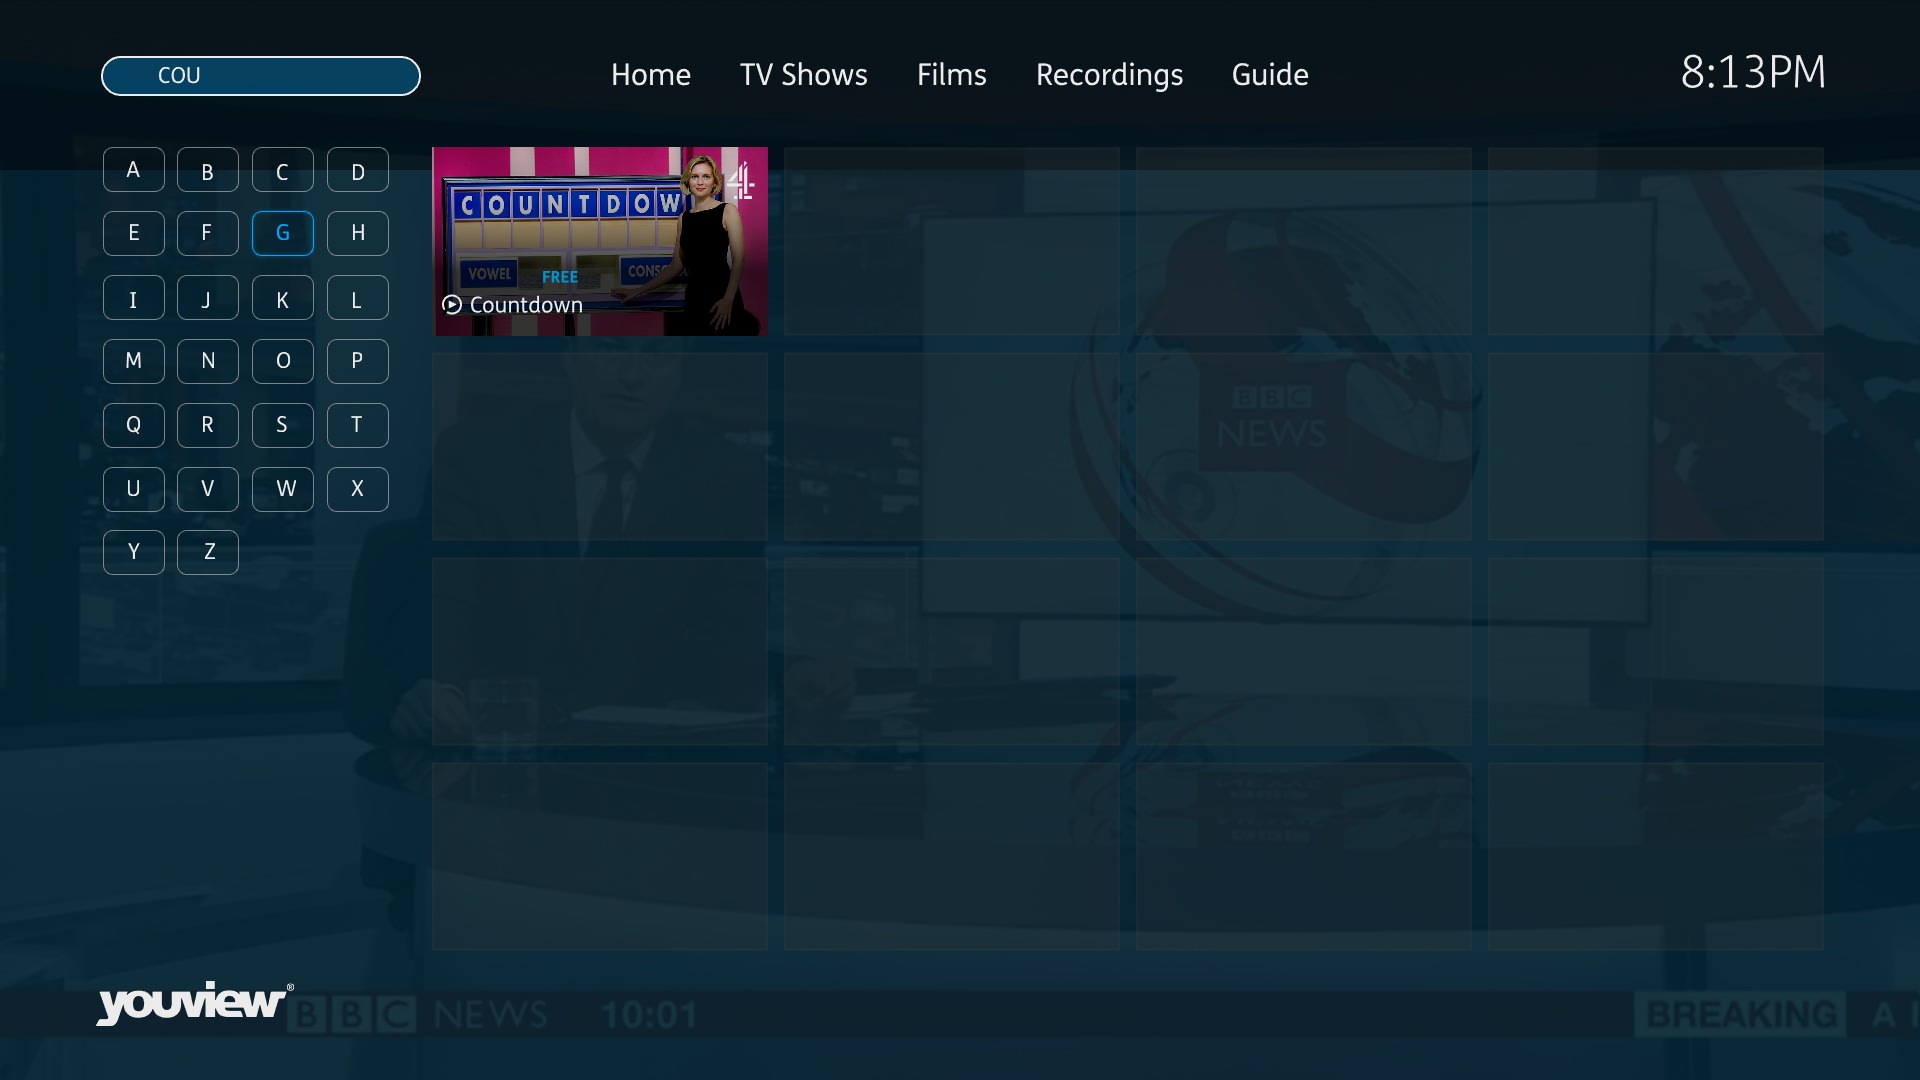 COU
Home TV Shows Films Recordings Guide
8:13PM
A B C D
E F G H
I J K L
M N O P
Q R S T
U V W X
Y Z
COUNTDOW
4
VOWEL
CONSO
FREE
Countdown
BBC
NEWS
youview®
BBC NEWS 10:01
BREAKING A